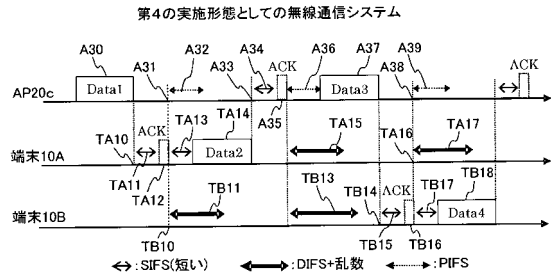 第4の実施形態としての無線通信システム
A30 A31 A32 A33 A34 ACK A36 A37 A38 A39 ACK
AP20c Data1 A35 Data3
TA10 ACK TA13 TA14 TA15 TA16 TA17
端末10A TA11 TA12 Data2
TB11 TB13 TB14 ACK TB17 TB18
端末10B TB10 TB15 TB16 Data4
:SIFS(短い) :DIFS+乱数 :PIFS